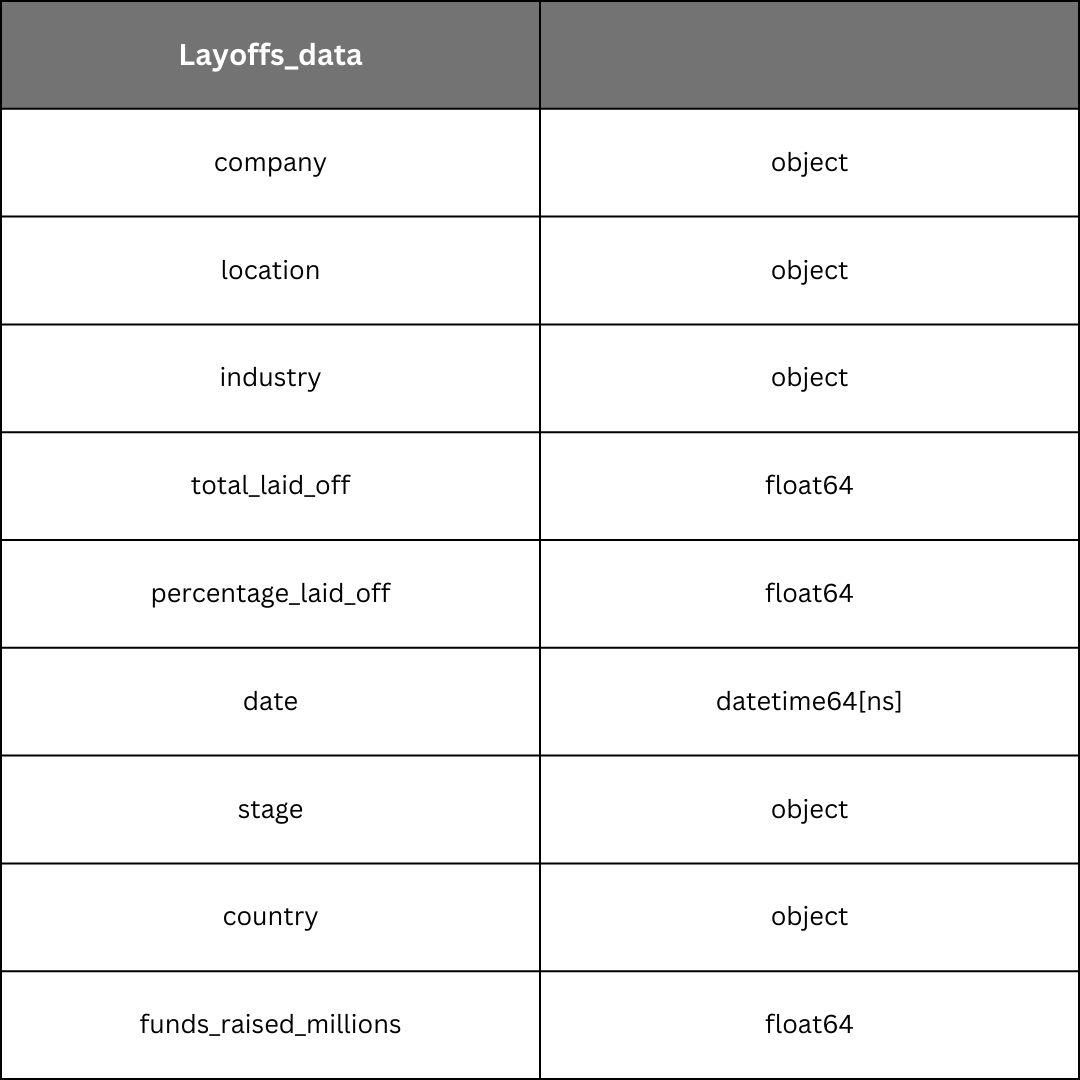 Layoffs_data
company object
location object
industry object
total_laid_off float64
percentage_laid_off float64
date datetime64[ns]
stage object
country object
funds_raised_millions float64